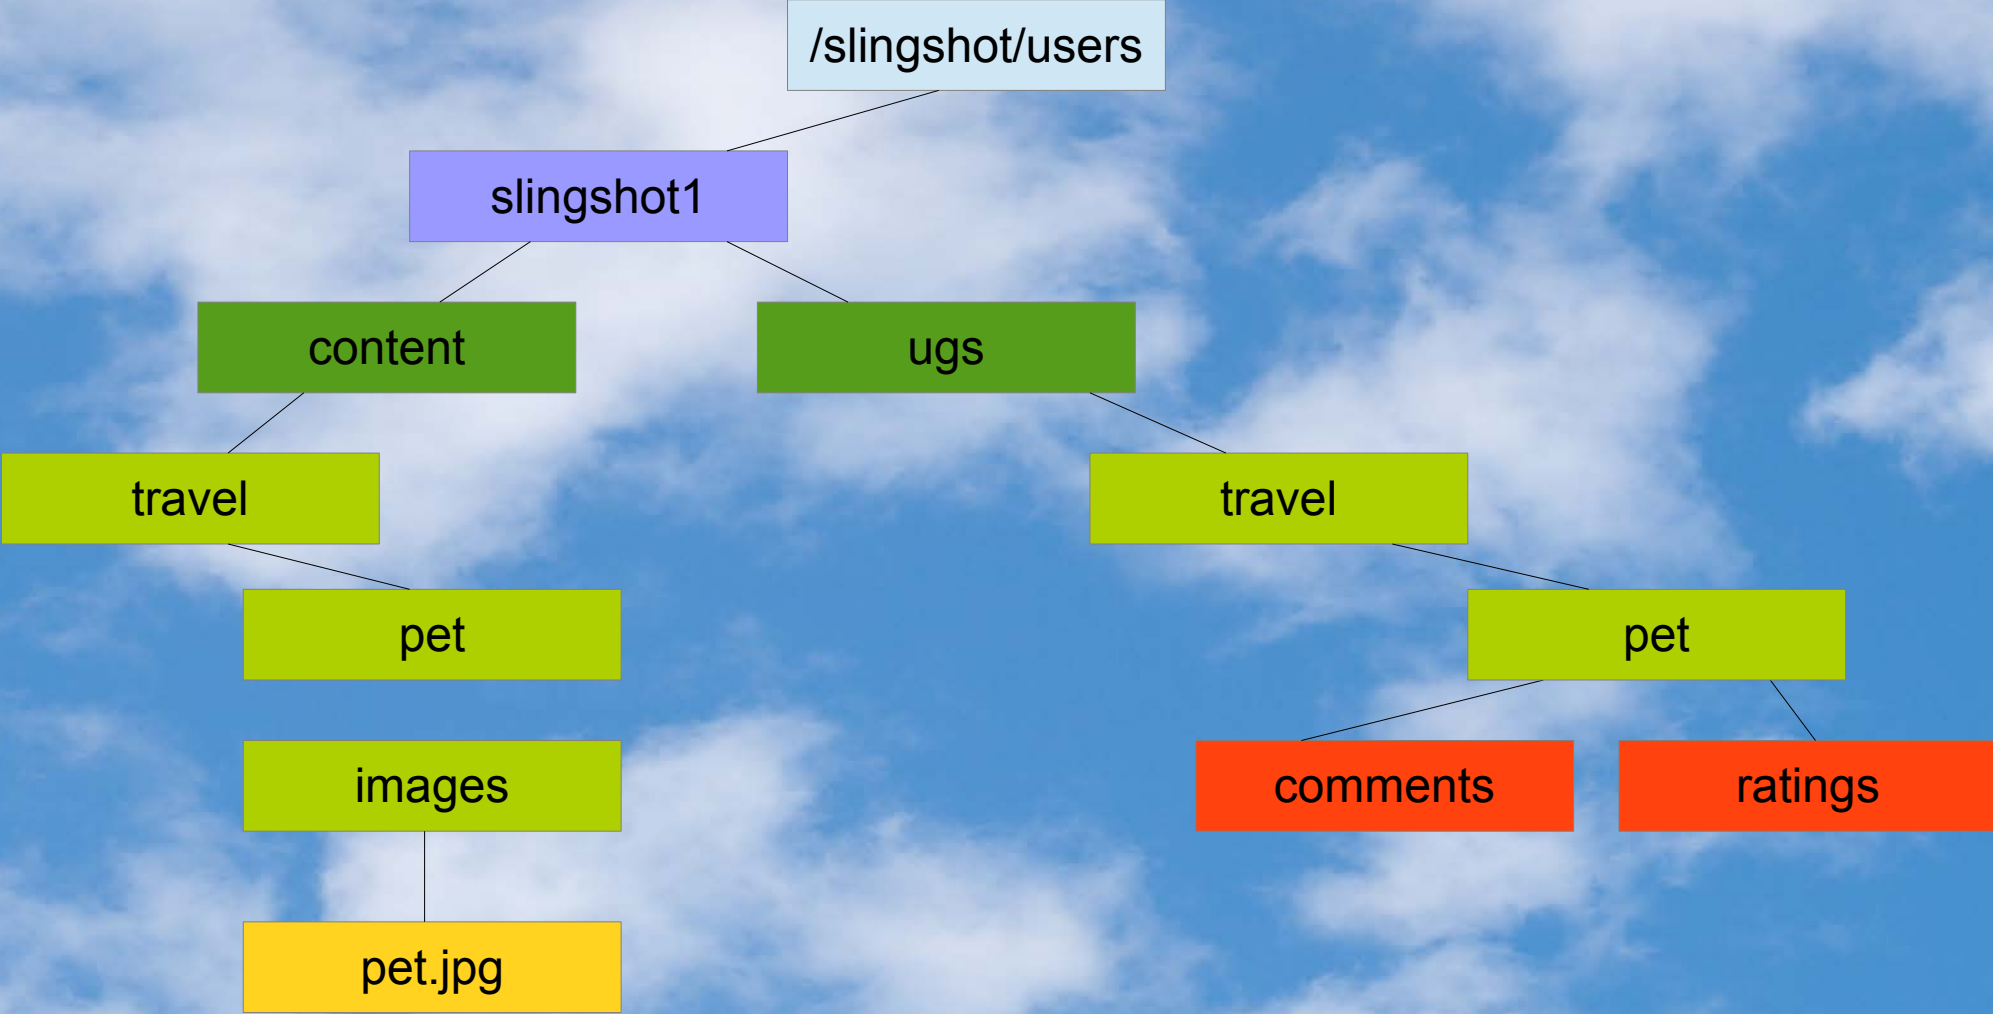 /slingshot/users
slingshot1
content
ugs
travel
travel
pet
pet
images
comments
ratings
pet.jpg